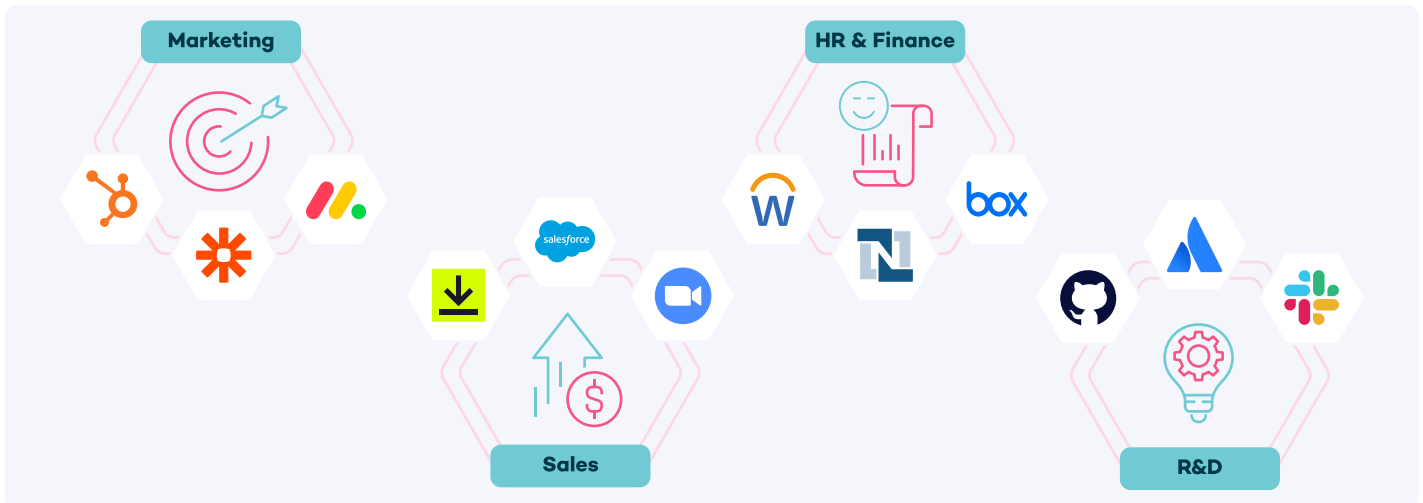 Marketing
HR & Finance
salesforce
W
N
box
$
Sales
R&D